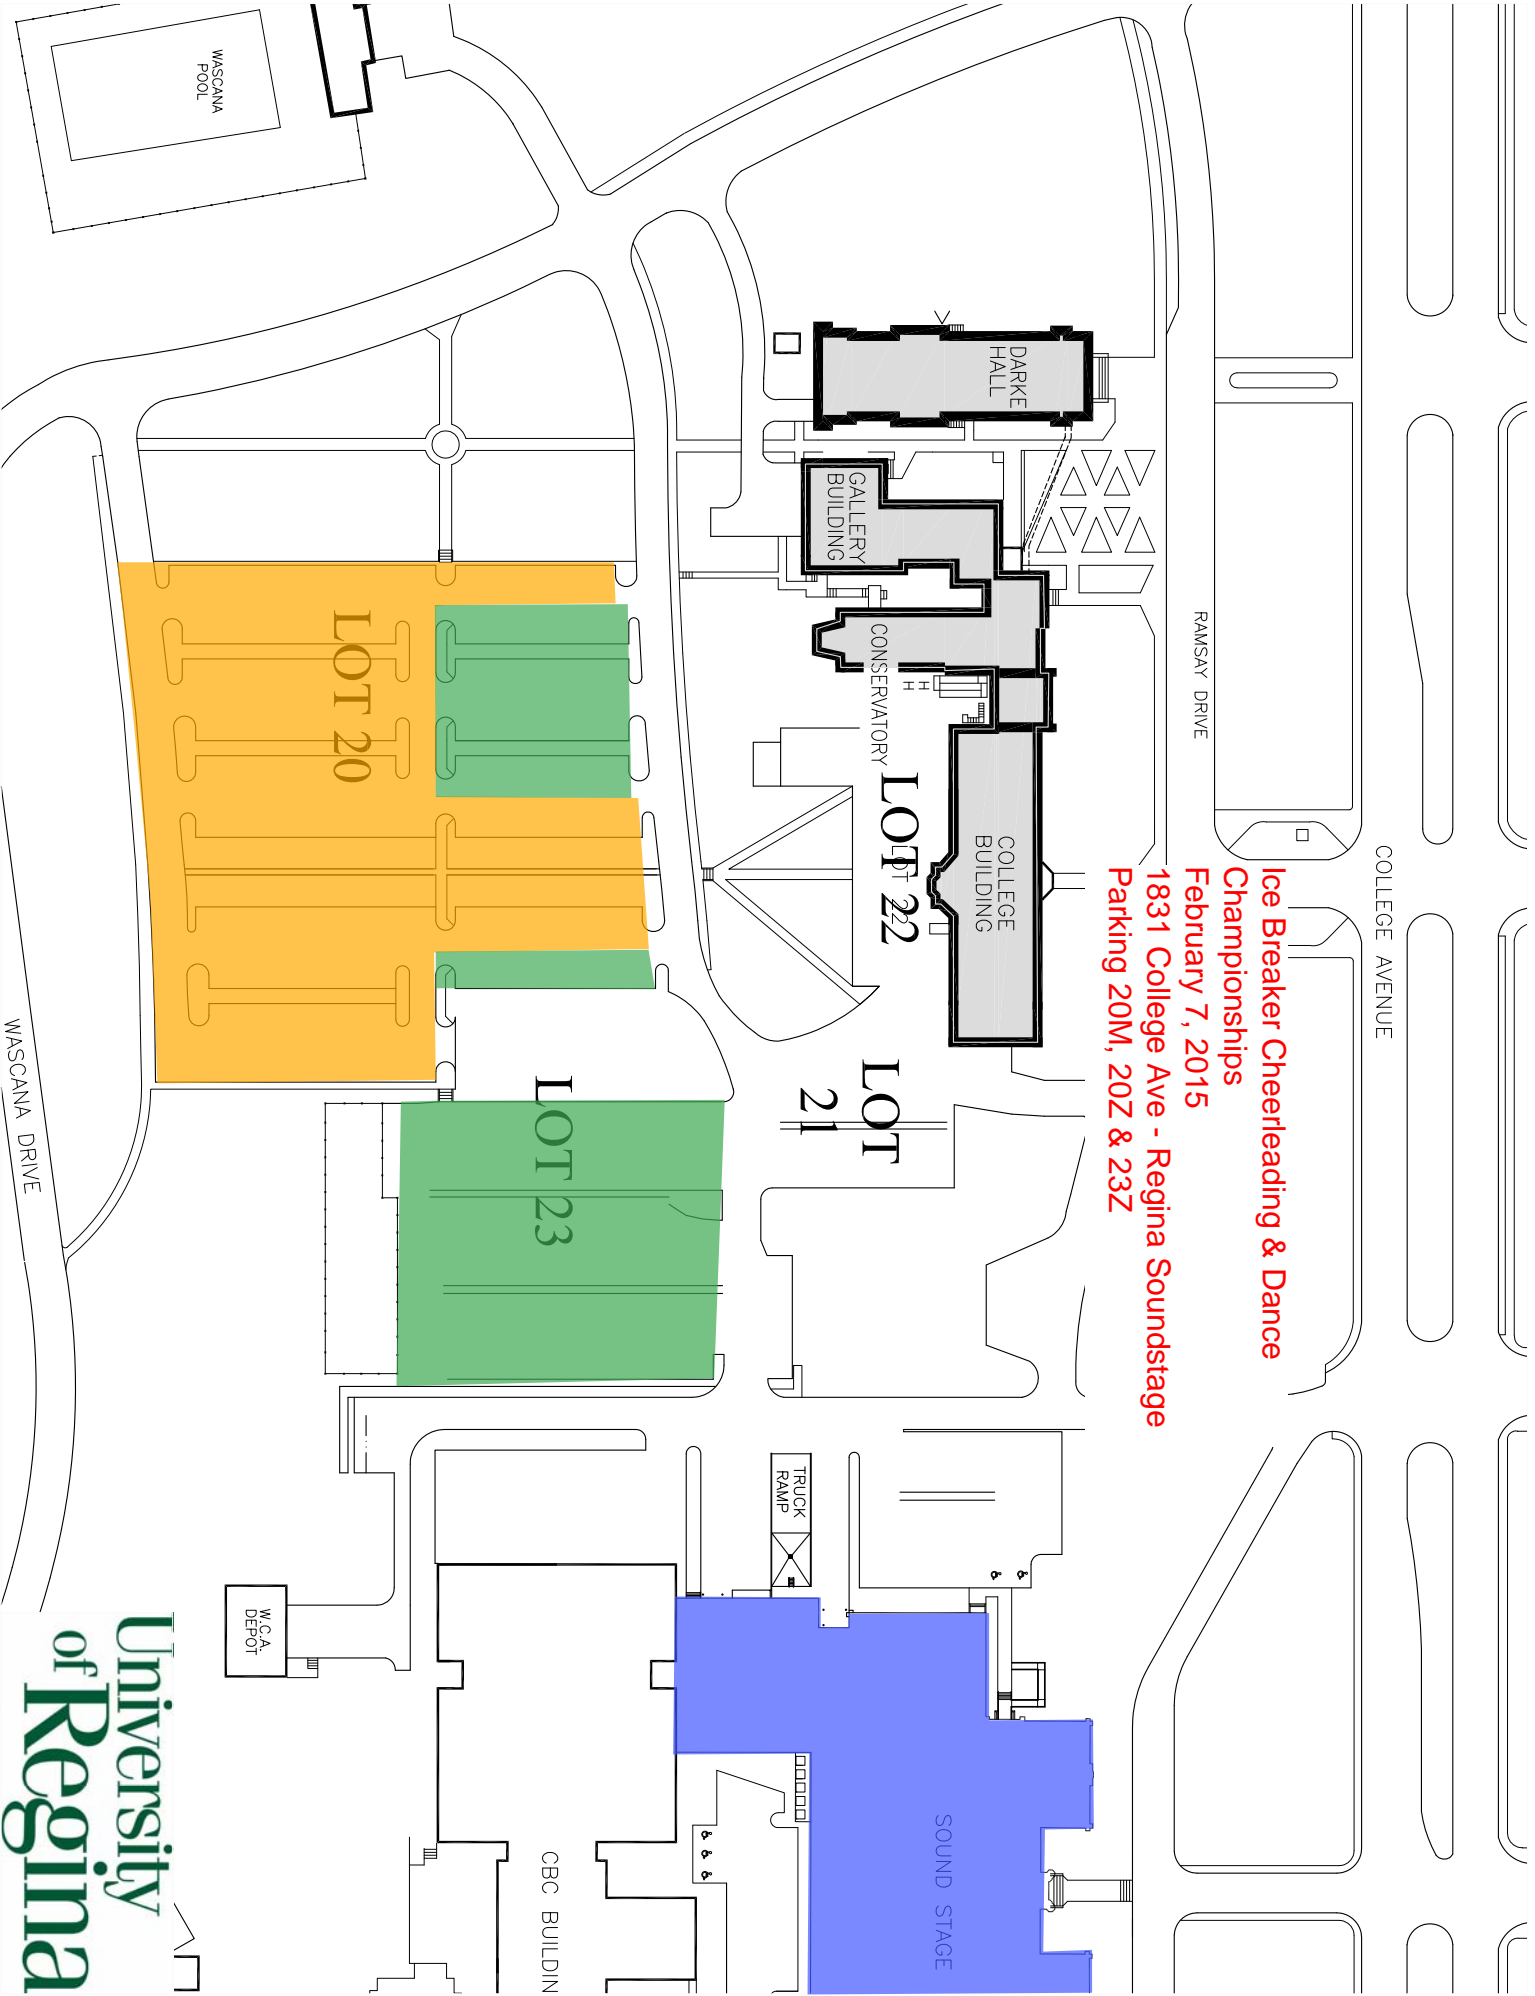 COLLEGE AVENUE
Ice Breaker Cheerleading & Dance
Championships
February 7, 2015
1831 College Ave - Regina Soundstage
Parking 20M, 20Z & 23Z
RAMSAY DRIVE
DARKE
HALL
GALLERY
BUILDING
CONSERVATORY
H
H
COLLEGE
BUILDING
LOT 22
LOT 22
LOT
21
LOT 20
LOT 23
TRUCK
RAMP
SOUND STAGE
CBC BUILDIN
W.C.A.
DEPOT
WASCANA
POOL
WASCANA DRIVE
University
of Regina